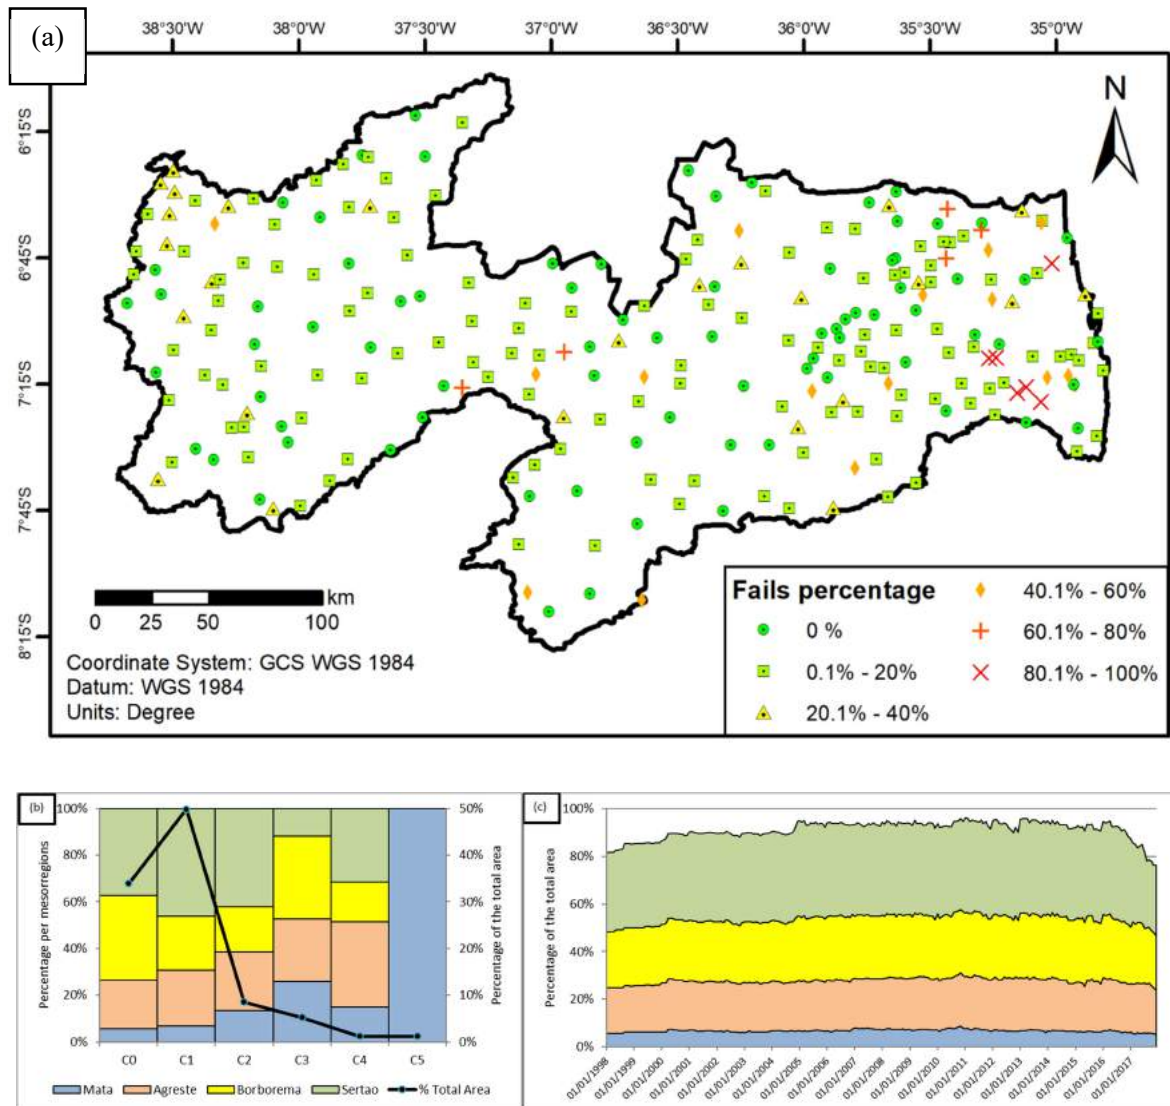 (a)
38°30'W 38°0'W 37°30'W 37°0'W 36°30'W 36°0'W 35°30'W 35°0'W
N
6°15'S
6°45'S
7°15'S
7°45'S
8°15'S
km
0 25 50 100
Coordinate System: GCS WGS 1984
Datum: WGS 1984
Units: Degree
Fails percentage
0 %
0.1% - 20%
20.1% - 40%
40.1% - 60%
60.1% - 80%
80.1% - 100%
(b)
Percentage per mesorregions
100%
80%
60%
40%
20%
0%
50%
40%
30%
20%
10%
0%
Percentage of the total area
C0 C1 C2 C3 C4 C5
Mata Agreste Borborema Sertao % Total Area
(c)
Percentage of the total area
100%
80%
60%
40%
20%
0%
01/01/1998 01/01/1999 01/01/2000 01/01/2001 01/01/2002 01/01/2003 01/01/2004 01/01/2005 01/01/2006 01/01/2007 01/01/2008 01/01/2009 01/01/2010 01/01/2011 01/01/2012 01/01/2013 01/01/2014 01/01/2015 01/01/2016 01/01/2017